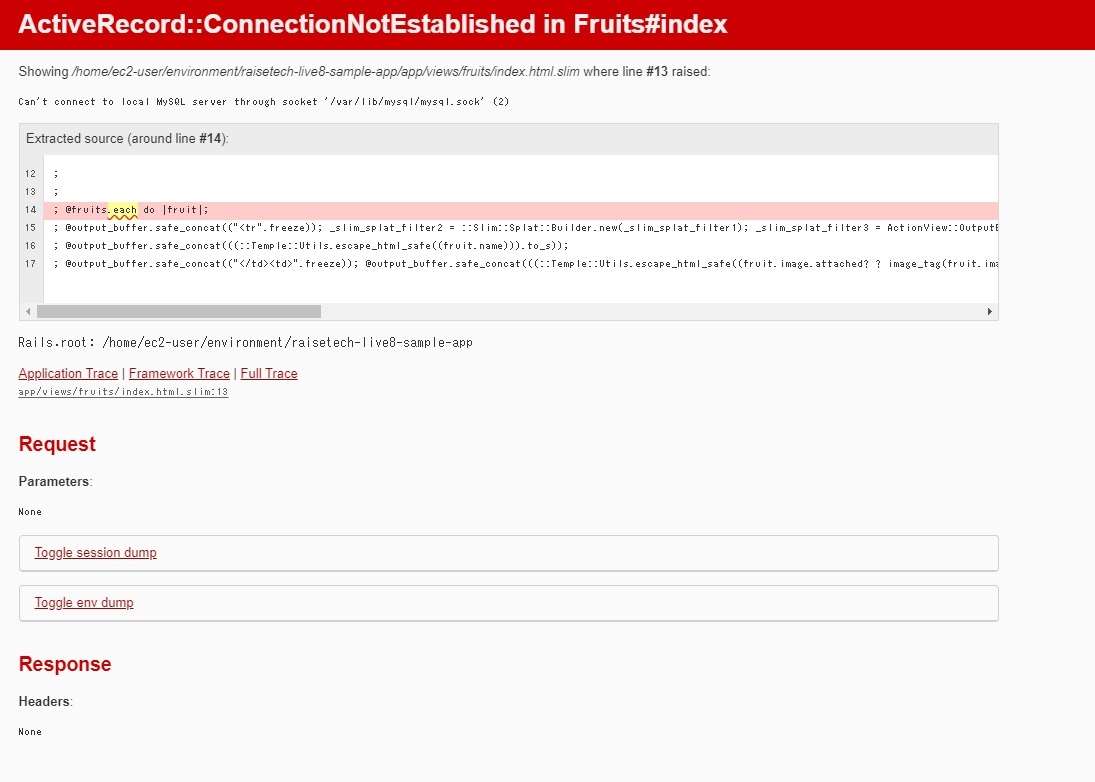 ActiveRecord::ConnectionNotEstablished in Fruits#index
Showing /home/ec2-user/environment/raisetech-live8-sample-app/app/views/fruits/index.html.slim where line #13 raised:
Can't connect to local MySQL server through socket '/var/lib/mysql/mysql.sock' (2)
Extracted source (around line #14):
12 ;
13 ;
14 ; @fruits.each do |fruit|;
15 ; @output_buffer.safe_concat(("<tr".freeze)); _slim_splat_filter2 = ::Slim::Splat::Builder.new(_slim_splat_filter1); _slim_splat_filter3 = ActionView::OutputB
16 ; @output_buffer.safe_concat(((::Temple::Utils.escape_html_safe((fruit.name))).to_s));
17 ; @output_buffer.safe_concat(("</td><td>".freeze)); @output_buffer.safe_concat(((::Temple::Utils.escape_html_safe((fruit.image.attached? ? image_tag(fruit.ima
Rails.root: /home/ec2-user/environment/raisetech-live8-sample-app
Application Trace | Framework Trace | Full Trace
app/views/fruits/index.html.slim:13
Request
Parameters:
None
Toggle session dump
Toggle env dump
Response
Headers:
None